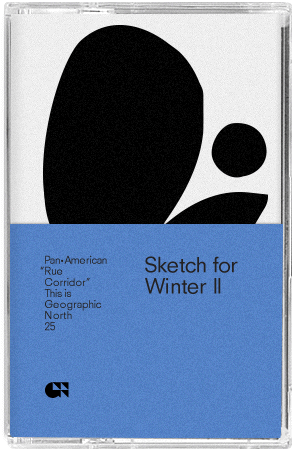 Pan•American
“Rue
Corridor”
This is
Geographic
North
25
Sketch for
Winter II